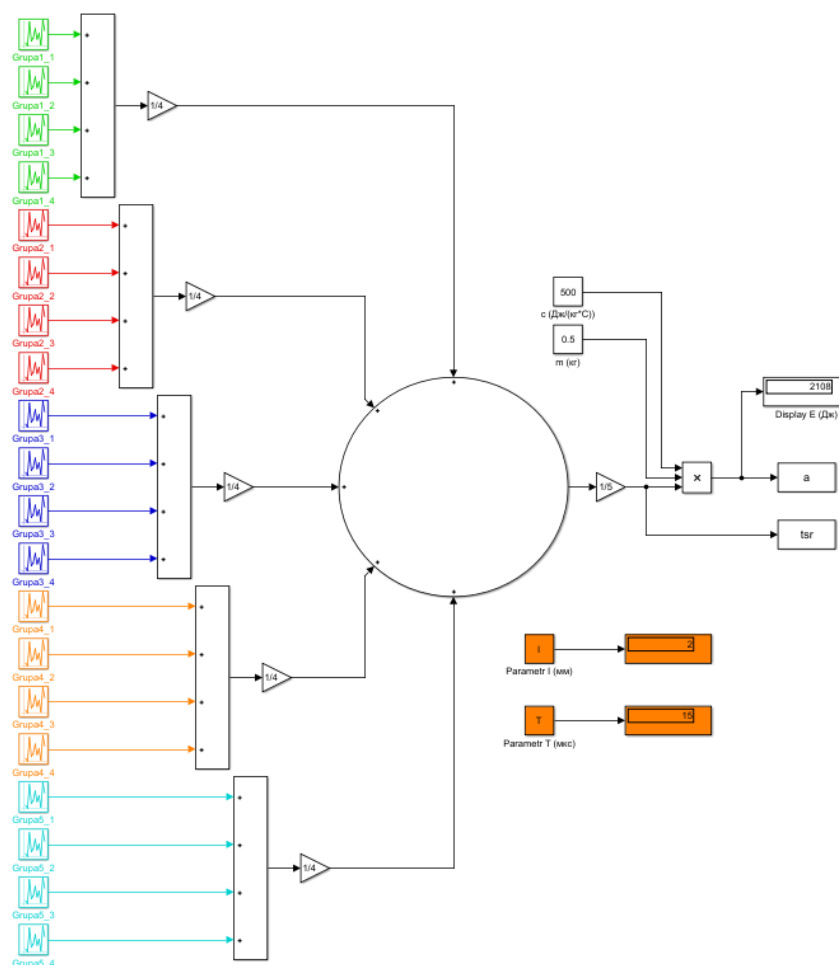 Grupa1_1
Grupa1_2
Grupa1_3
Grupa1_4
1/4
Grupa2_1
Grupa2_2
Grupa2_3
Grupa2_4
1/4
Grupa3_1
Grupa3_2
Grupa3_3
Grupa3_4
1/4
Grupa4_1
Grupa4_2
Grupa4_3
Grupa4_4
1/4
Grupa5_1
Grupa5_2
Grupa5_3
Grupa5_4
1/4
1/5
500
c (Дж/(кг*C))
0.5
m (кг)
×
2108
Display E (Дж)
a
tsr
I
2
Parametr I (мм)
T
15
Parametr T (мкс)